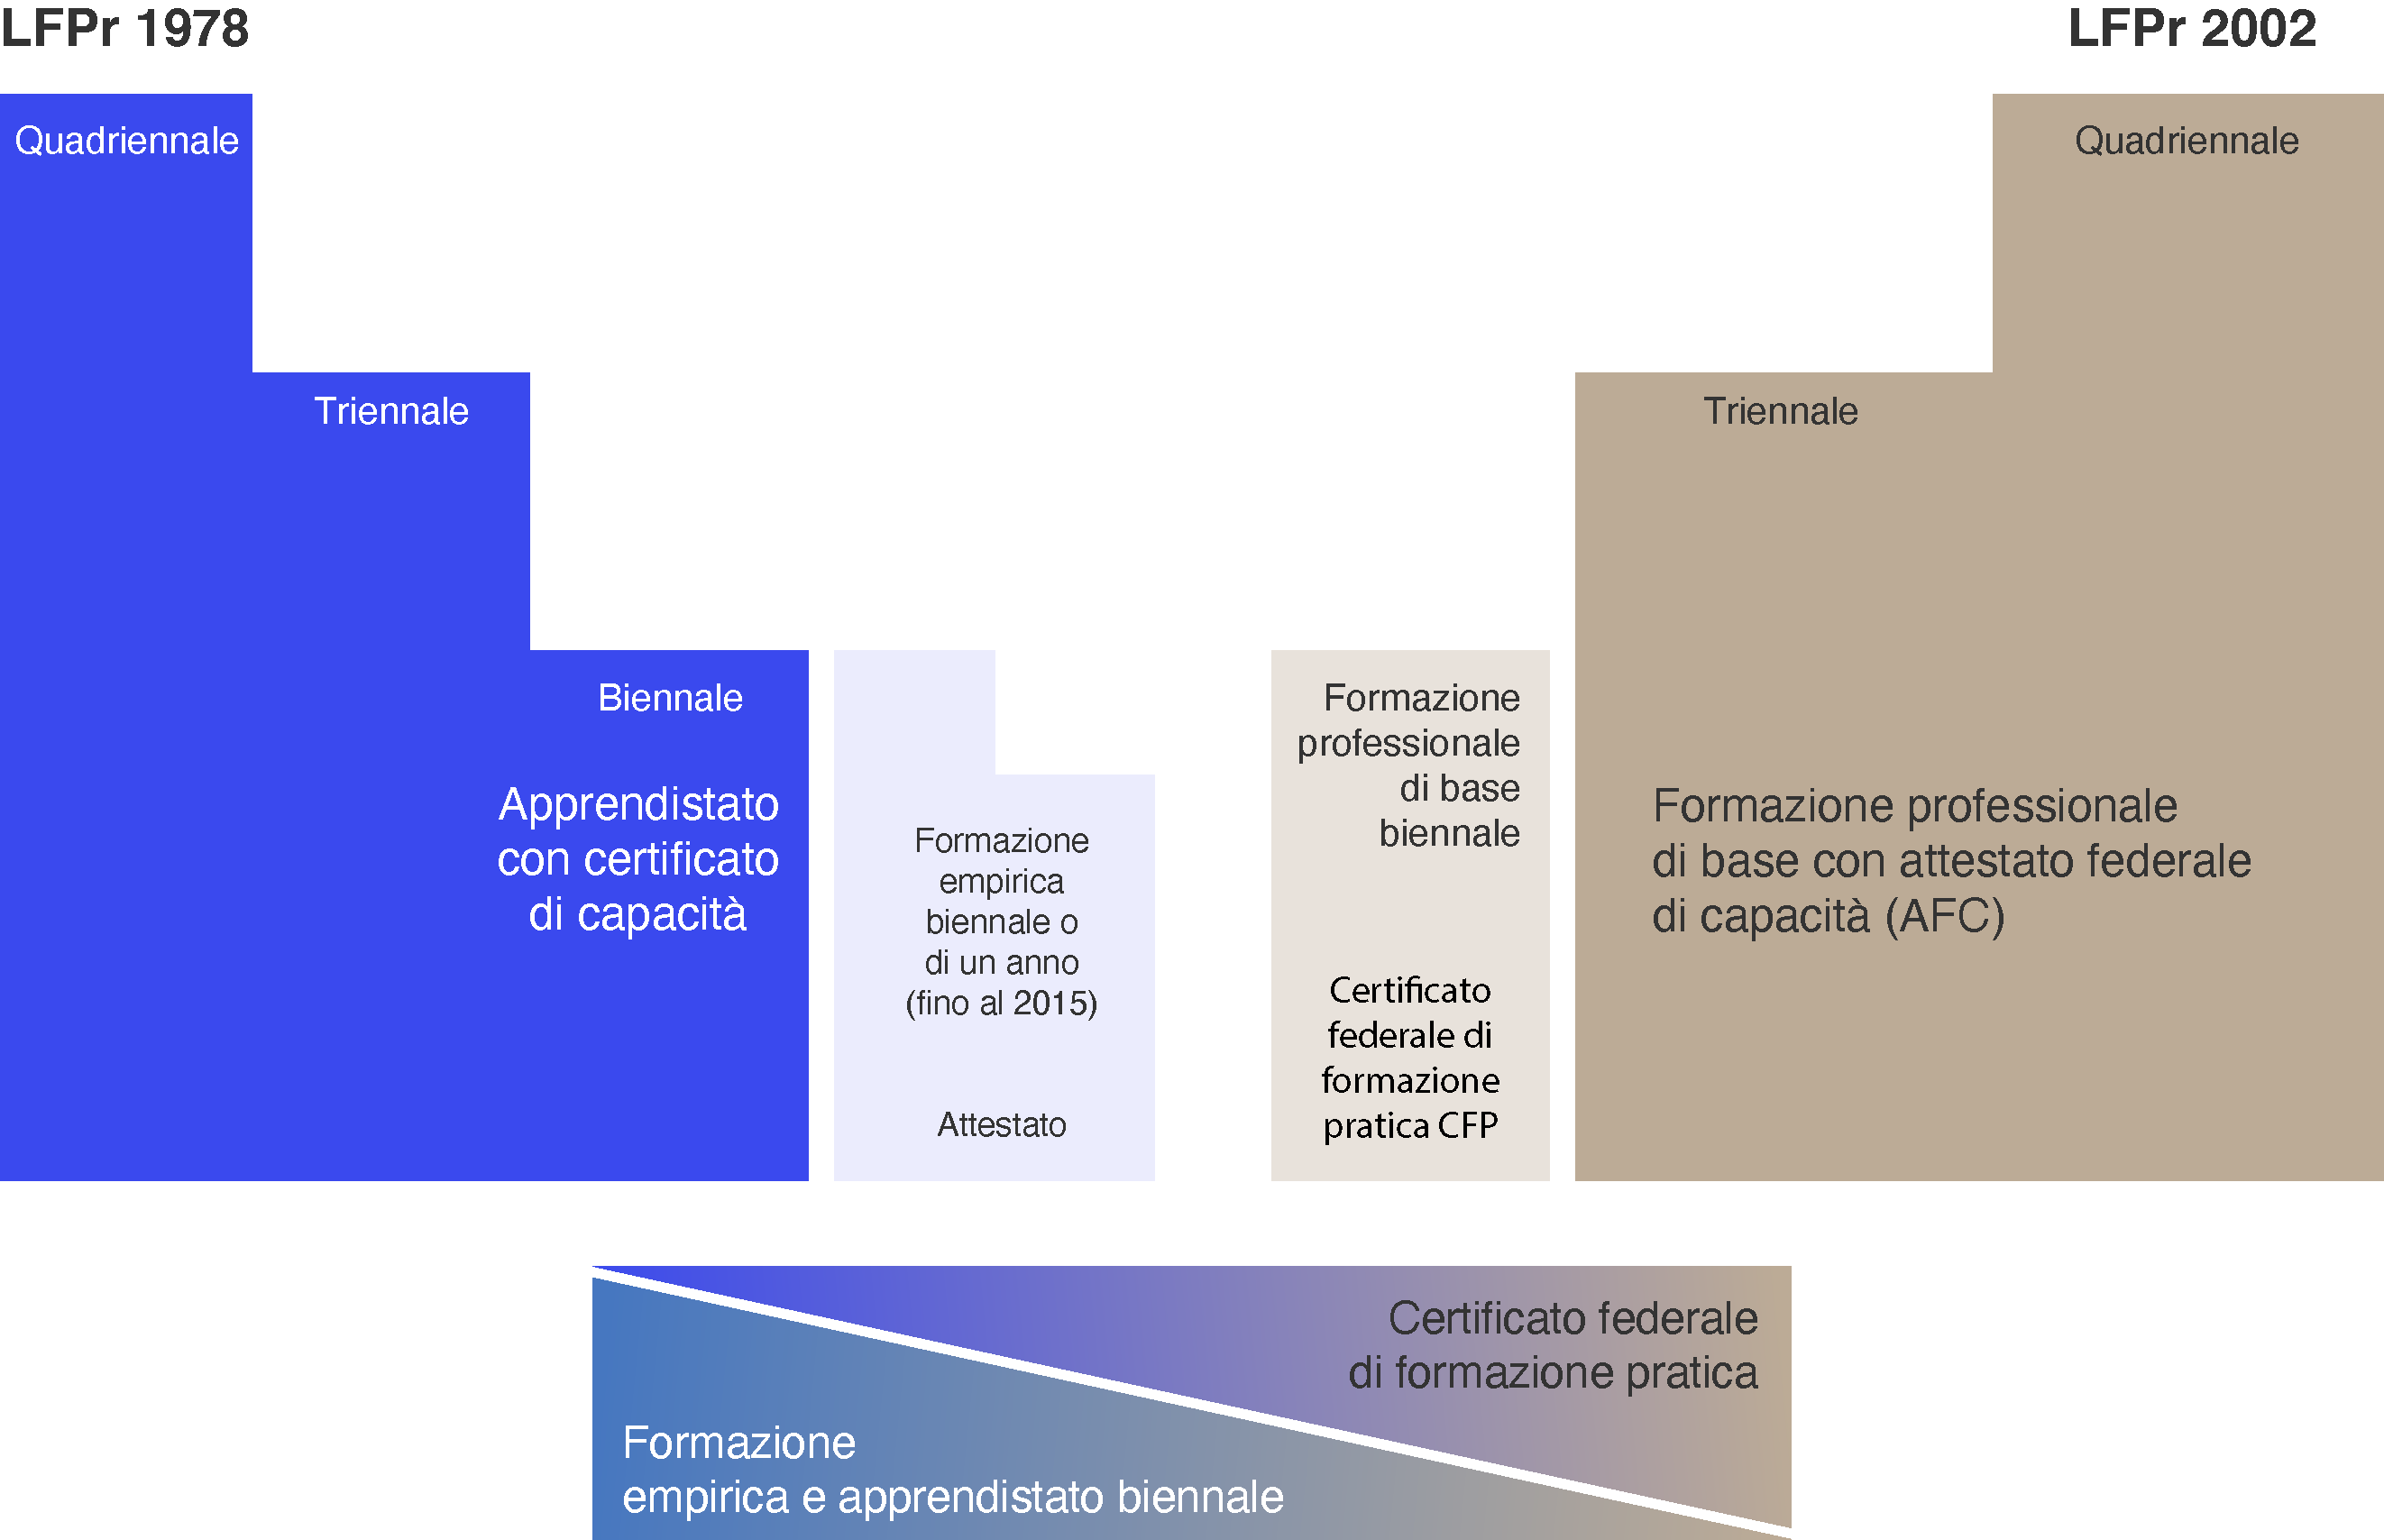 LFPr 1978
LFPr 2002
Quadriennale
Triennale
Biennale
Apprendistato
con certificato
di capacità
Formazione
empirica
biennale o
di un anno
(fino al 2015)
Attestato
Formazione
professionale
di base
biennale
Certificato
federale di
formazione
pratica CFP
Quadriennale
Triennale
Formazione professionale
di base con attestato federale
di capacità (AFC)
Certificato federale
di formazione pratica
Formazione
empirica e apprendistato biennale